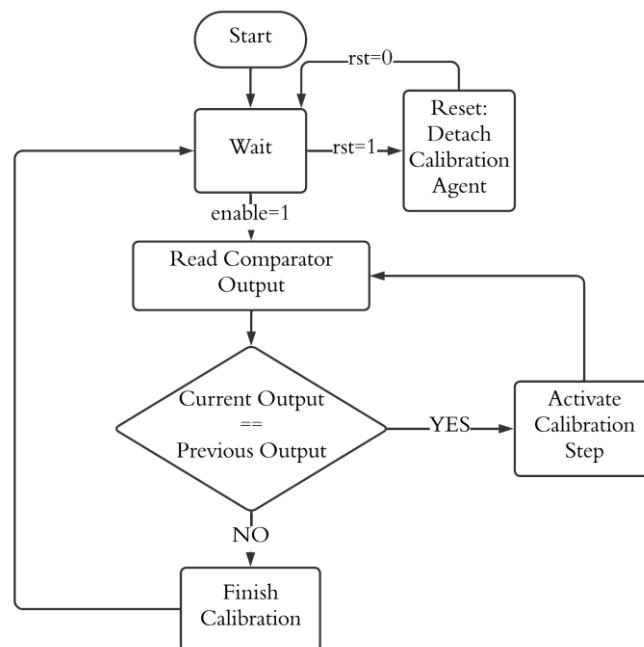 Start
rst=0
Wait
rst=1
Reset:
Detach
Calibration
Agent
enable=1
Read Comparator
Output
Current Output
==
Previous Output
YES
Activate
Calibration
Step
NO
Finish
Calibration